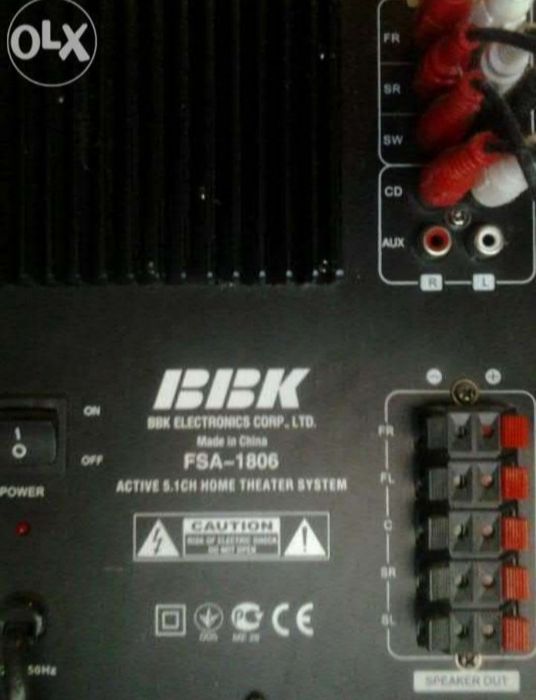 OLX
FR
SR
SW
CD
AUX
R L
BBK
BBK ELECTRONICS CORP., LTD.
Made in China
FSA-1806
ACTIVE 5.1CH HOME THEATER SYSTEM
CAUTION
RISK OF ELECTRIC SHOCK
DO NOT OPEN
CE
ON
OFF
POWER
50Hz
- +
FR
FL
C
SR
SL
SPEAKER OUT